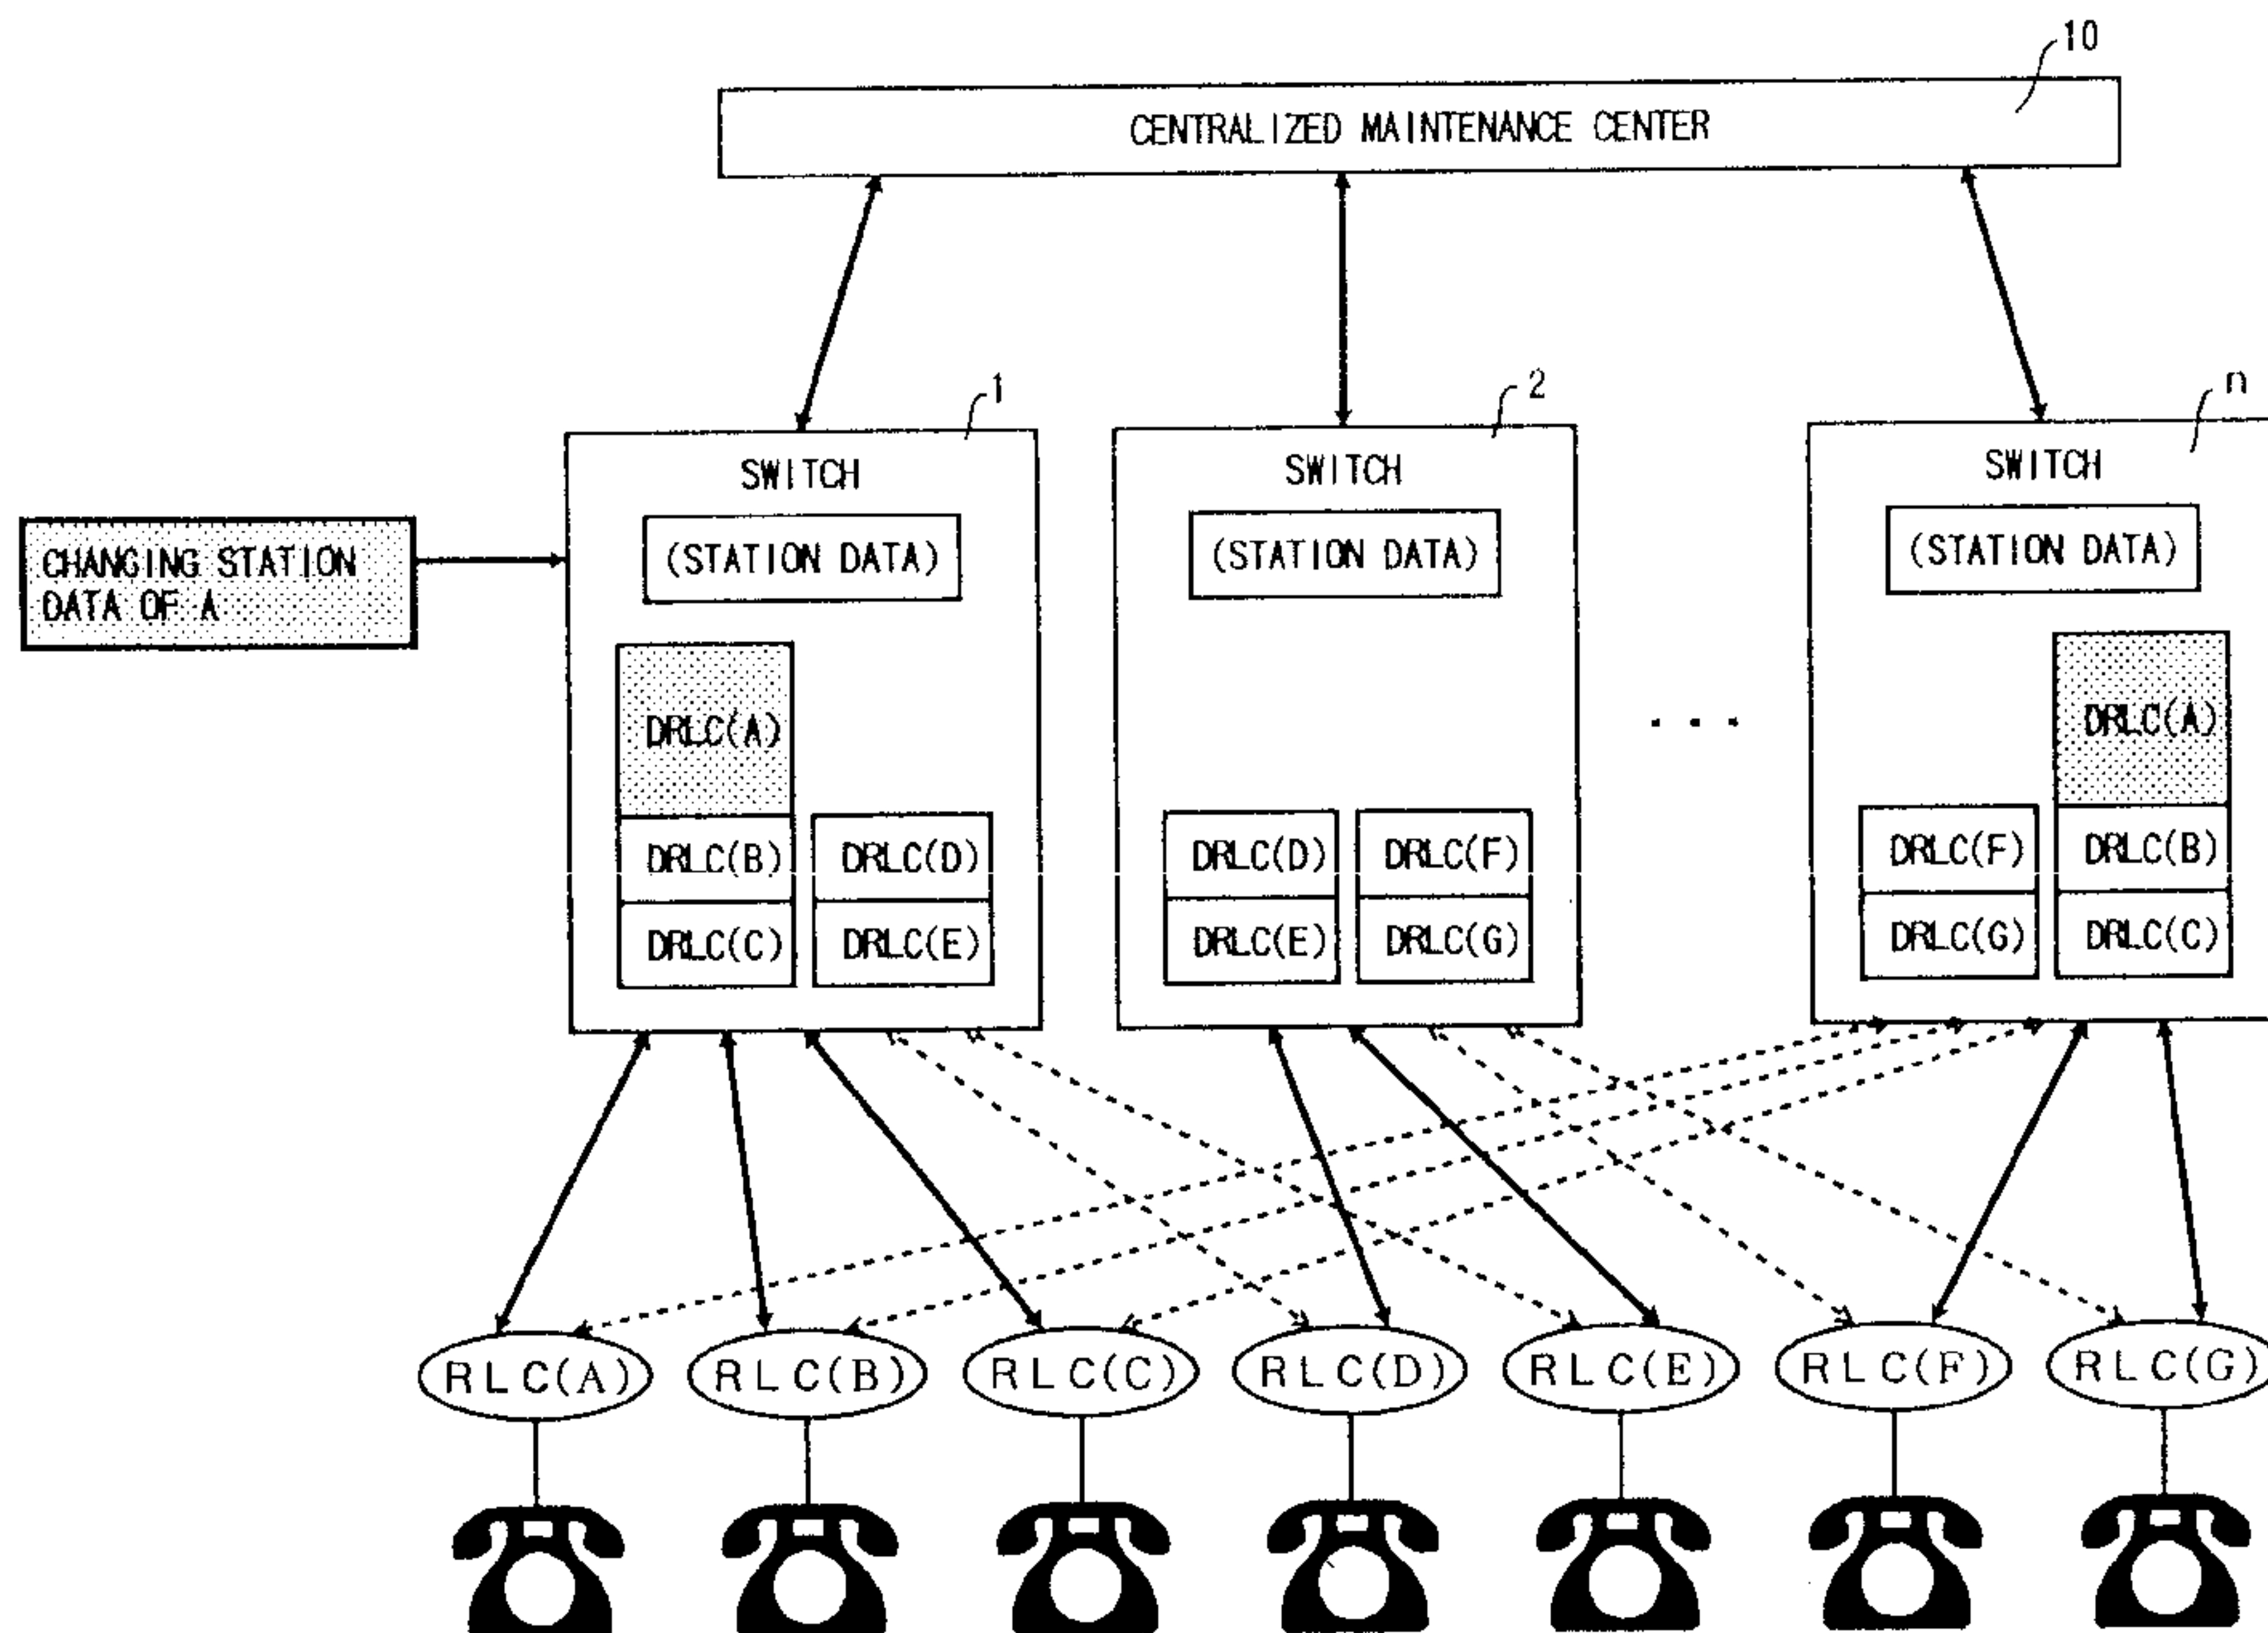 10
CENTRALIZED MAINTENANCE CENTER
1
2
n
SWITCH
SWITCH
SWITCH
CHANGING STATION
DATA OF A
(STATION DATA)
(STATION DATA)
(STATION DATA)
DRLC(A)
DRLC(B)
DRLC(C)
DRLC(D)
DRLC(E)
DRLC(D)
DRLC(E)
DRLC(F)
DRLC(G)
. . .
DRLC(F)
DRLC(G)
DRLC(A)
DRLC(B)
DRLC(C)
RLC(A)
RLC(B)
RLC(C)
RLC(D)
RLC(E)
RLC(F)
RLC(G)